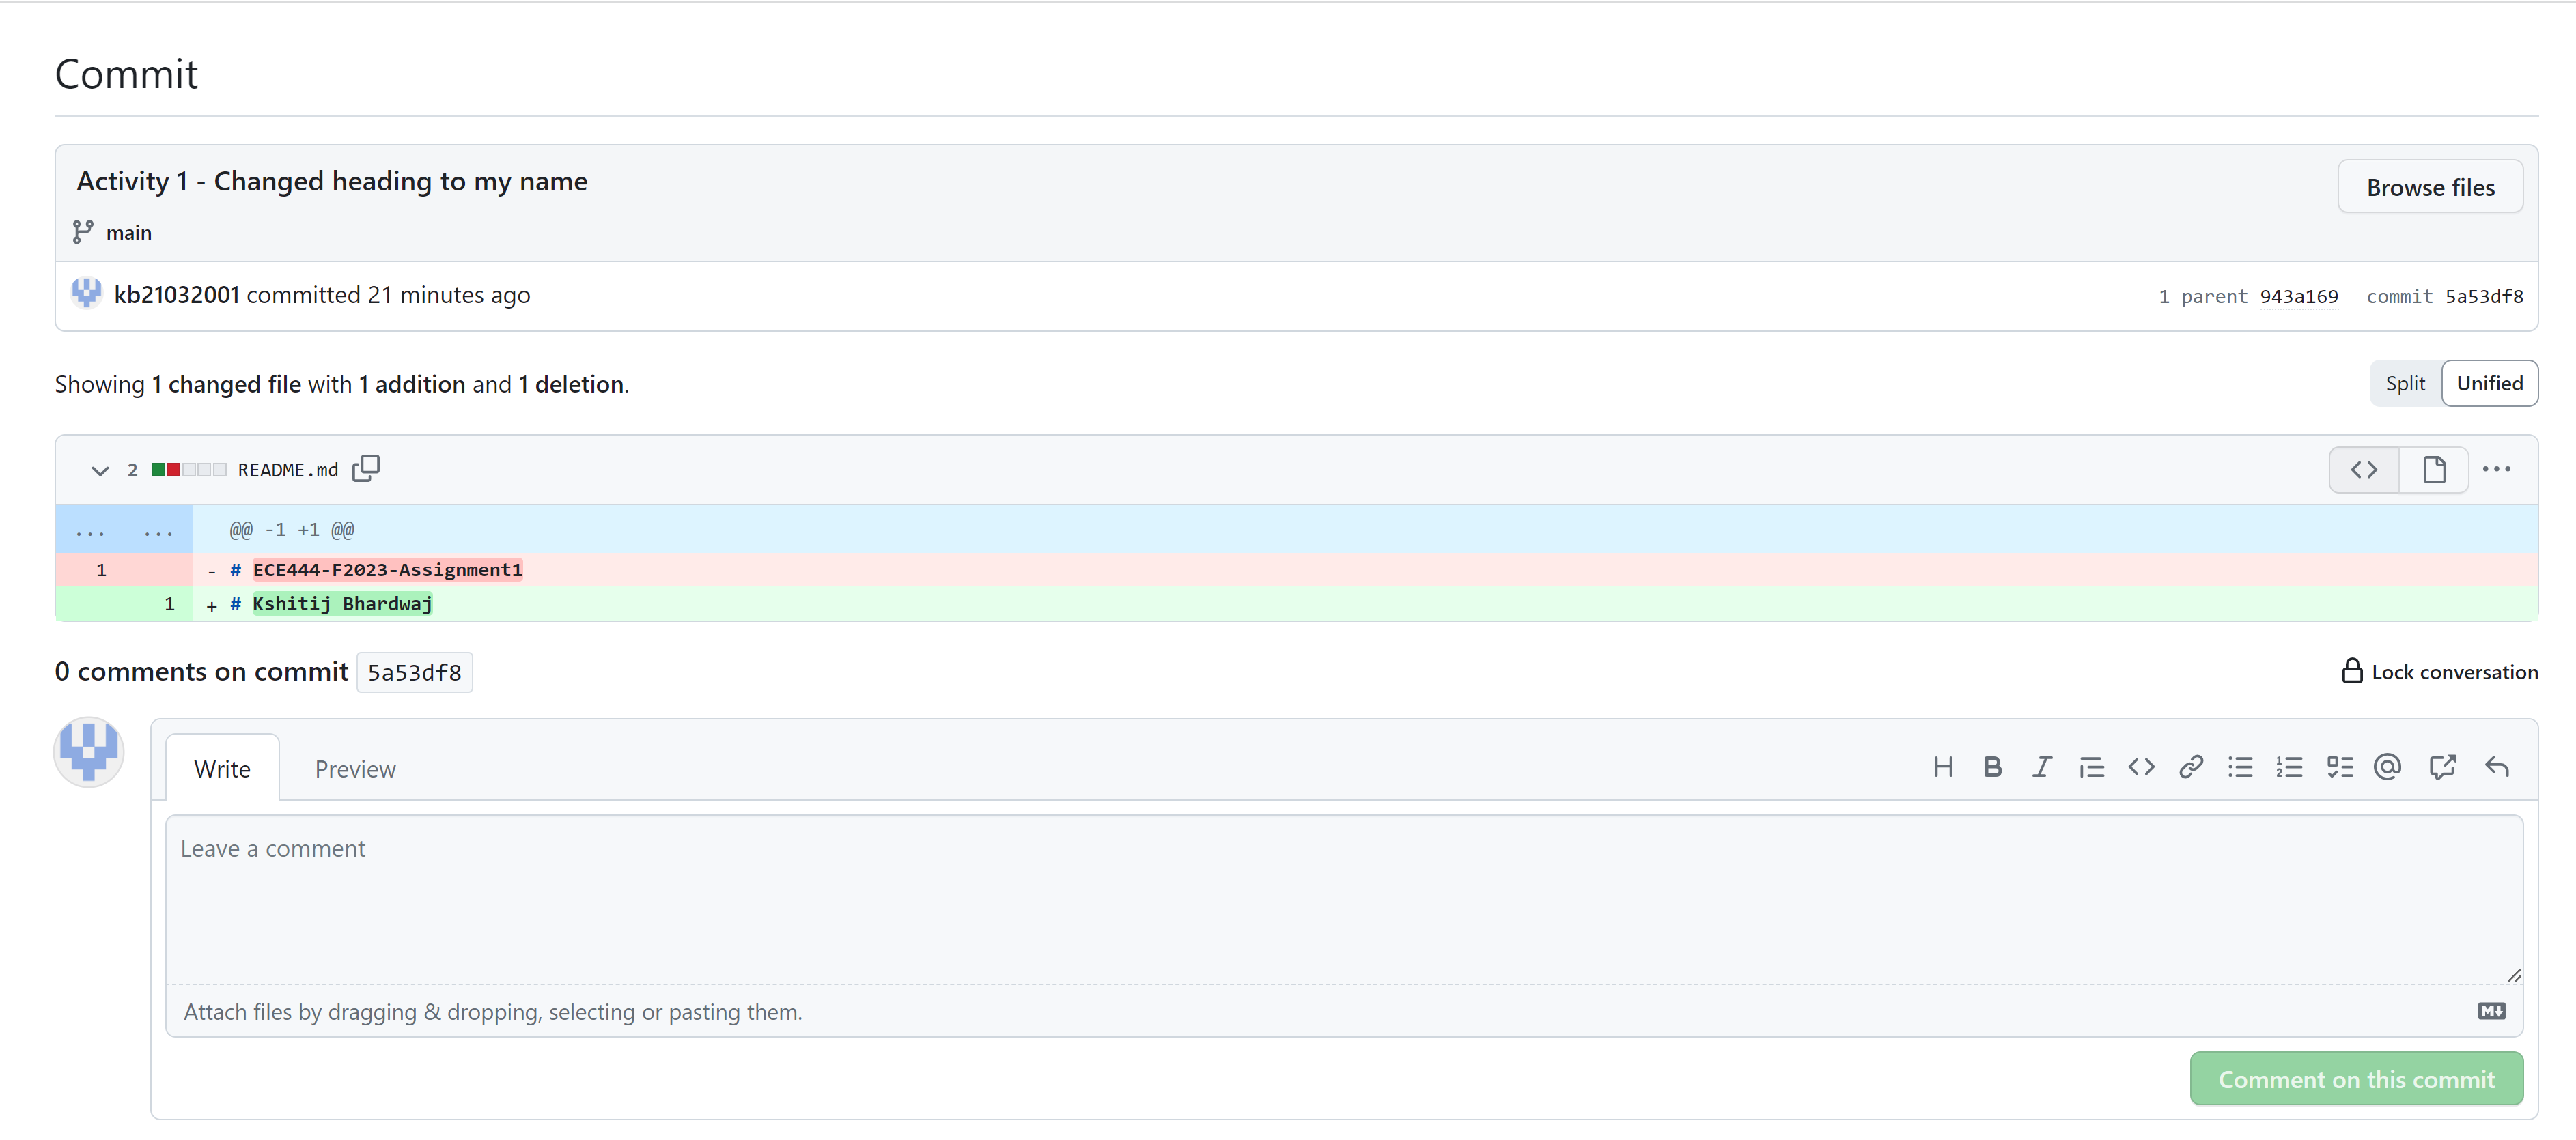 Commit
Activity 1 - Changed heading to my name
Browse files
main
kb21032001 committed 21 minutes ago
1 parent 943a169 commit 5a53df8
Showing 1 changed file with 1 addition and 1 deletion.
Split Unified
2 README.md
... ... @@ -1 +1 @@
1 - # ECE444-F2023-Assignment1
1 + # Kshitij Bhardwaj
0 comments on commit 5a53df8
Lock conversation
Write Preview
Leave a comment
Attach files by dragging & dropping, selecting or pasting them.
Comment on this commit